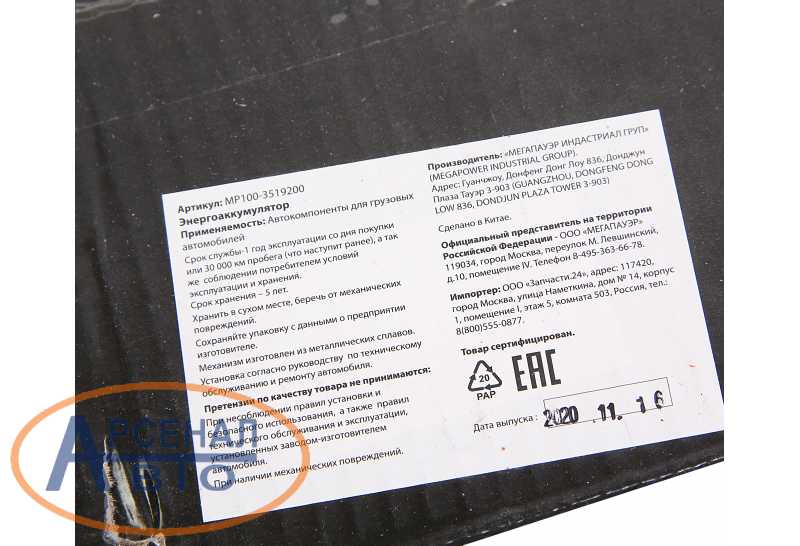 Артикул: MP100-3519200
Энергоаккумулятор
Применяемость: Автокомпоненты для грузовых
автомобилей
Срок службы-1 год эксплуатации со дня покупки
или 30 000 км пробега (что наступит ранее), а так
же соблюдении потребителем условий
эксплуатации и хранения.
Срок хранения – 5 лет.
Хранить в сухом месте, беречь от механических
повреждений.
Сохраняйте упаковку с данными о предприятии
изготовителе.
Механизм изготовлен из металлических сплавов.
Установка согласно руководству по техническому
обслуживанию и ремонту автомобиля.
Претензии по качеству товара не принимаются:
При несоблюдении правил установки и
безопасного использования, а также правил
технического обслуживания и эксплуатации,
установленных заводом-изготовителем
автомобиля.
При наличии механических повреждений.
Производитель: «МЕГАПАУЭР ИНДАСТРИАЛ ГРУП»
(MEGAPOWER INDUSTRIAL GROUP).
Адрес: Гуанчжоу, Донфенг Донг Лоу 836, Донджун
Плаза Тауэр 3-903 (GUANGZHOU, DONGFENG DONG
LOW 836, DONDJUN PLAZA TOWER 3-903)
Сделано в Китае.
Официальный представитель на территории
Российской Федерации - ООО «МЕГАПАУЭР»
119034, город Москва, переулок М. Левшинский,
д.10, помещение IV. Телефон 8-495-363-66-78.
Импортер: ООО «Запчасти.24», адрес: 117420,
город Москва, улица Наметкина, дом № 14, корпус
1, помещение I, этаж 5, комната 503, Россия, тел.:
8(800)555-0877.
Товар сертифицирован.
20
PAP
EAC
Дата выпуска : 2020 .11. 16
АРСЕНАЛ
АВТО